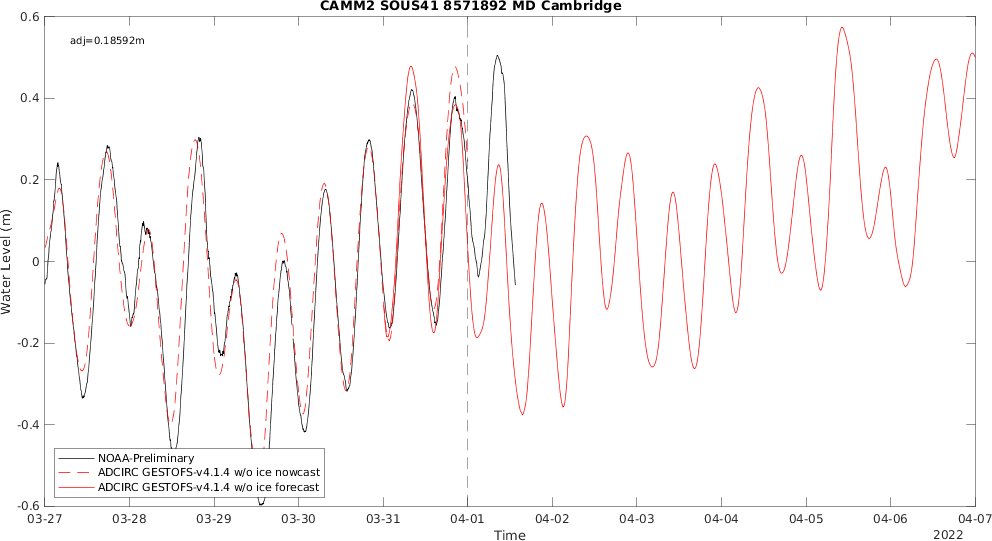 CAMM2 SOUS41 8571892 MD Cambridge
adj=0.18592m
0.6
0.4
0.2
0
-0.2
-0.4
-0.6
Water Level (m)
NOAA-Preliminary
ADCIRC GESTOFS-v4.1.4 w/o ice nowcast
ADCIRC GESTOFS-v4.1.4 w/o ice forecast
03-27 03-28 03-29 03-30 03-31 04-01 04-02 04-03 04-04 04-05 04-06 04-07
Time
2022